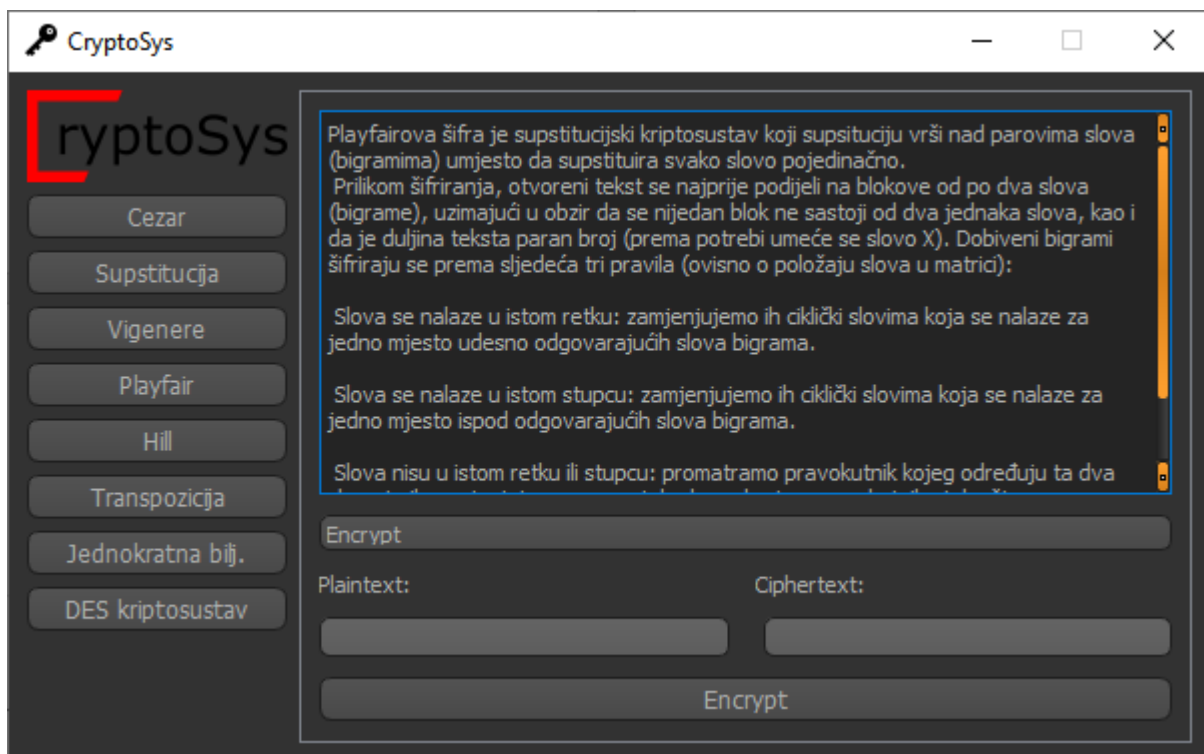 CryptoSys
CryptoSys
Cezar
Supstitucija
Vigenere
Playfair
Hill
Transpozicija
Jednokratna bilj.
DES kriptosustav
Playfairova šifra je supstitucijski kriptosustav koji supsituciju vrši nad parovima slova
(bigramima) umjesto da supstituira svako slovo pojedinačno.
Prilikom šifriranja, otvoreni tekst se najprije podijeli na blokove od po dva slova
(bigrame), uzimajući u obzir da se nijedan blok ne sastoji od dva jednaka slova, kao i
da je duljina teksta paran broj (prema potrebi umeće se slovo X). Dobiveni bigrami
šifriraju se prema sljedeća tri pravila (ovisno o položaju slova u matrici):
Slova se nalaze u istom retku: zamjenjujemo ih ciklički slovima koja se nalaze za
jedno mjesto udesno odgovarajućih slova bigrama.
Slova se nalaze u istom stupcu: zamjenjujemo ih ciklički slovima koja se nalaze za
jedno mjesto ispod odgovarajućih slova bigrama.
Slova nisu u istom retku ili stupcu: promatramo pravokutnik kojeg određuju ta dva
Encrypt
Plaintext:
Ciphertext:
Encrypt